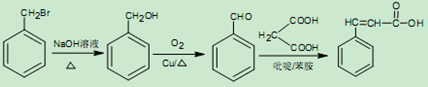 CH₂Br
NaOH溶液
△
CH₂OH
O₂
Cu/△
CHO
H₂C
COOH
COOH
吡啶/苯胺
HC=CH
O
C
OH